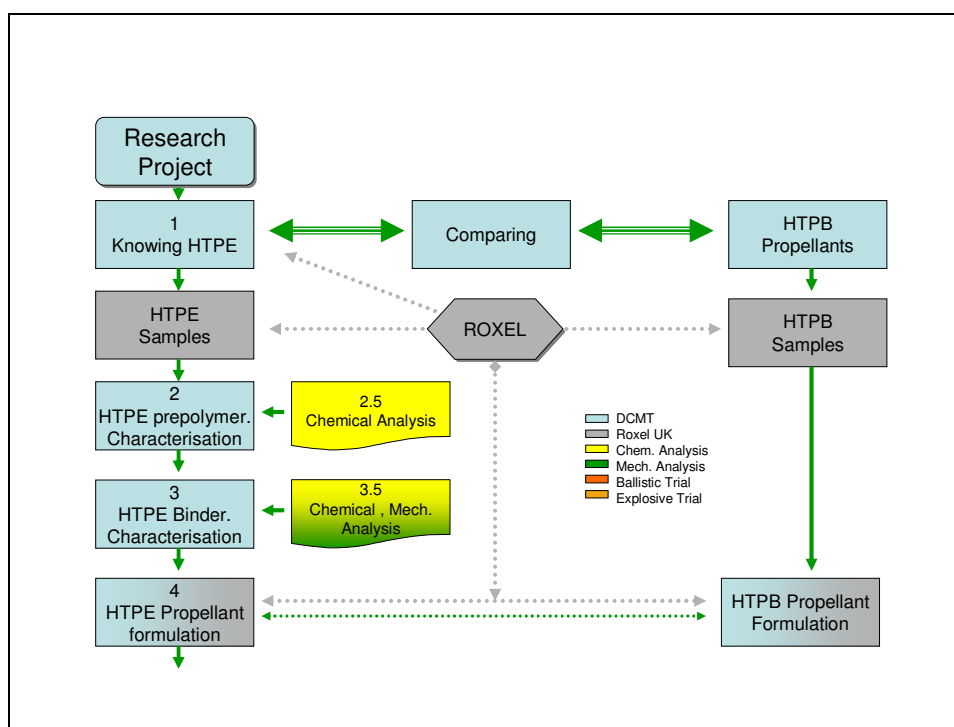 Research
Project
1
Knowing HTPE
Comparing
HTPB
Propellants
HTPE
Samples
ROXEL
HTPB
Samples
2
HTPE prepolymer.
Characterisation
2.5
Chemical Analysis
DCMT
Roxel UK
Chem. Analysis
Mech. Analysis
Ballistic Trial
Explosive Trial
3
HTPE Binder.
Characterisation
3.5
Chemical , Mech.
Analysis
4
HTPE Propellant
formulation
HTPB Propellant
Formulation